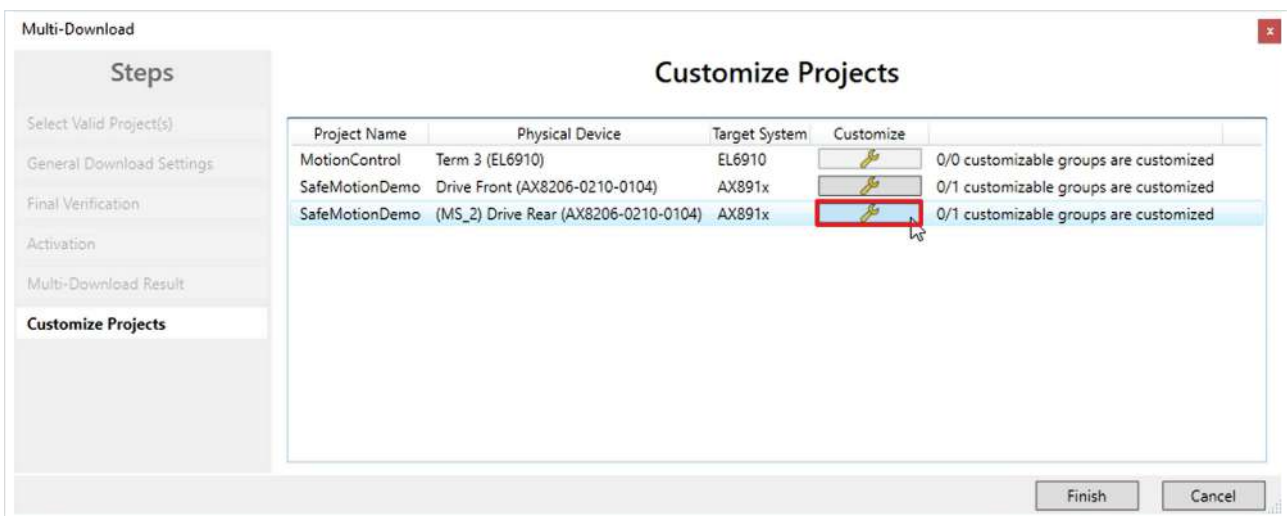 Multi-Download
x
Steps
Select Valid Project(s)
General Download Settings
Final Verification
Activation
Multi-Download Result
Customize Projects
Customize Projects
Project Name Physical Device Target System Customize
MotionControl Term 3 (EL6910) EL6910 0/0 customizable groups are customized
SafeMotionDemo Drive Front (AX8206-0210-0104) AX891x 0/1 customizable groups are customized
SafeMotionDemo (MS_2) Drive Rear (AX8206-0210-0104) AX891x 0/1 customizable groups are customized
Finish Cancel